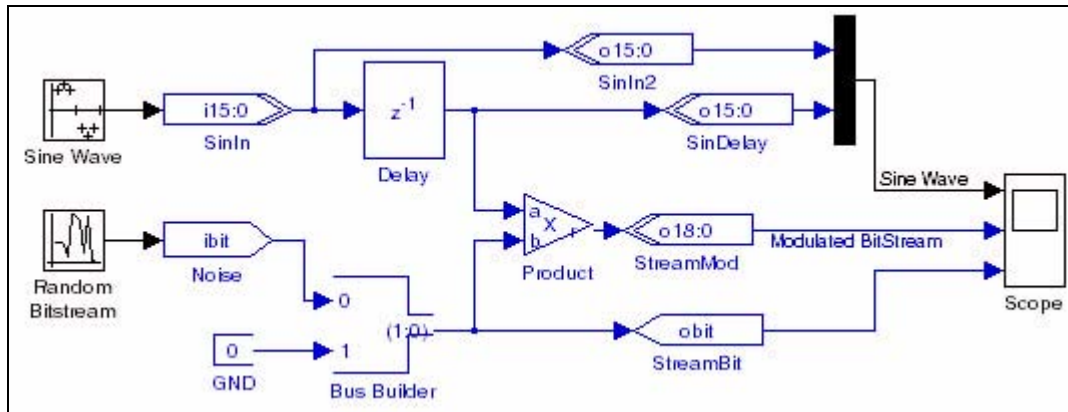 o15:0
SinIn2
i15:0
z-1
o15:0
Sine Wave
SinIn
SinDelay
Delay
Sine Wave
a
X
b
r
o18:0
Modulated BitStream
ibit
Product
StreamMod
Noise
Random
Bitstream
Scope
0
(1:0)
obit
0
1
StreamBit
GND
Bus Builder